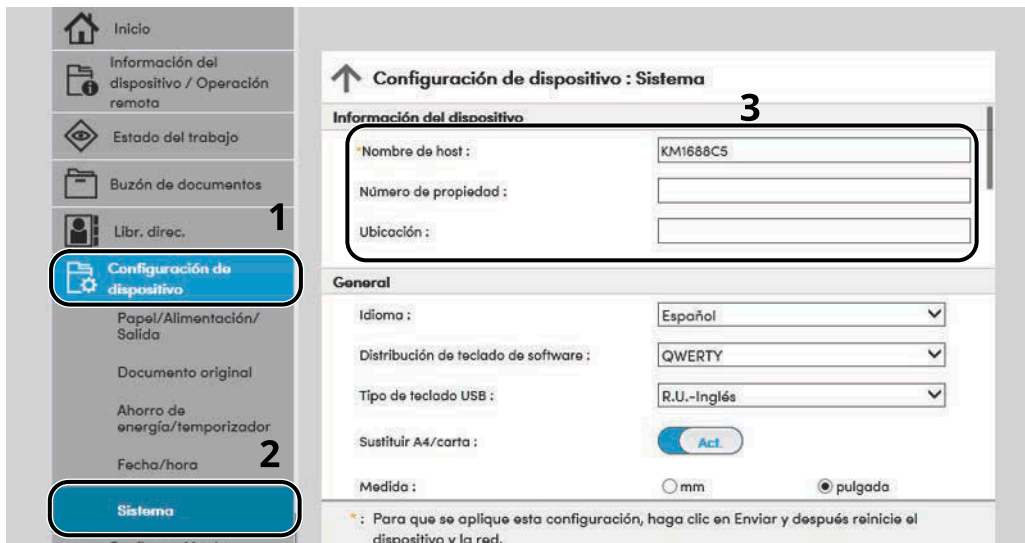 Inicio
Información del
dispositivo / Operación
remota
Estado del trabajo
Buzón de documentos
1
Libr. direc.
Configuración de
dispositivo
Papel/Alimentación/
Salida
Documento original
Ahorro de
energía/temporizador
Fecha/hora
2
Sistema
Configuración de dispositivo : Sistema
3
Información del dispositivo
*Nombre de host : KM1688C5
Número de propiedad :
Ubicación :
General
Idioma : Español
Distribución de teclado de software : QWERTY
Tipo de teclado USB : R.U.-Inglés
Sustituir A4/carta : Act.
Medida : mm pulgada
* : Para que se aplique esta configuración, haga clic en Enviar y después reinicie el
dispositivo y la red.